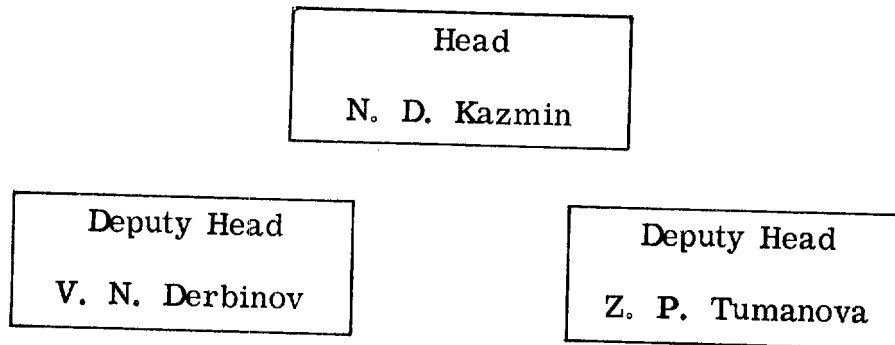 Head
N. D. Kazmin
Deputy Head
V. N. Derbinov
Deputy Head
Z. P. Tumanova